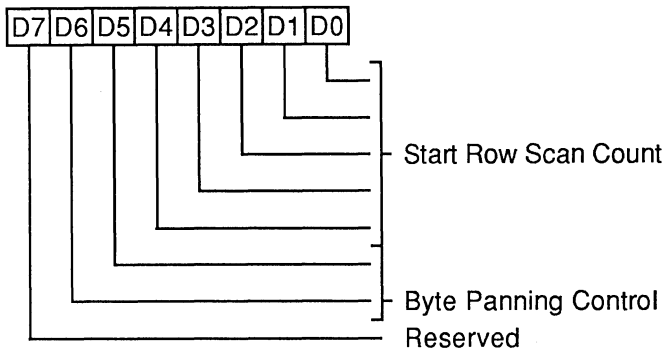 D7 D6 D5 D4 D3 D2 D1 D0
Start Row Scan Count
Byte Panning Control
Reserved